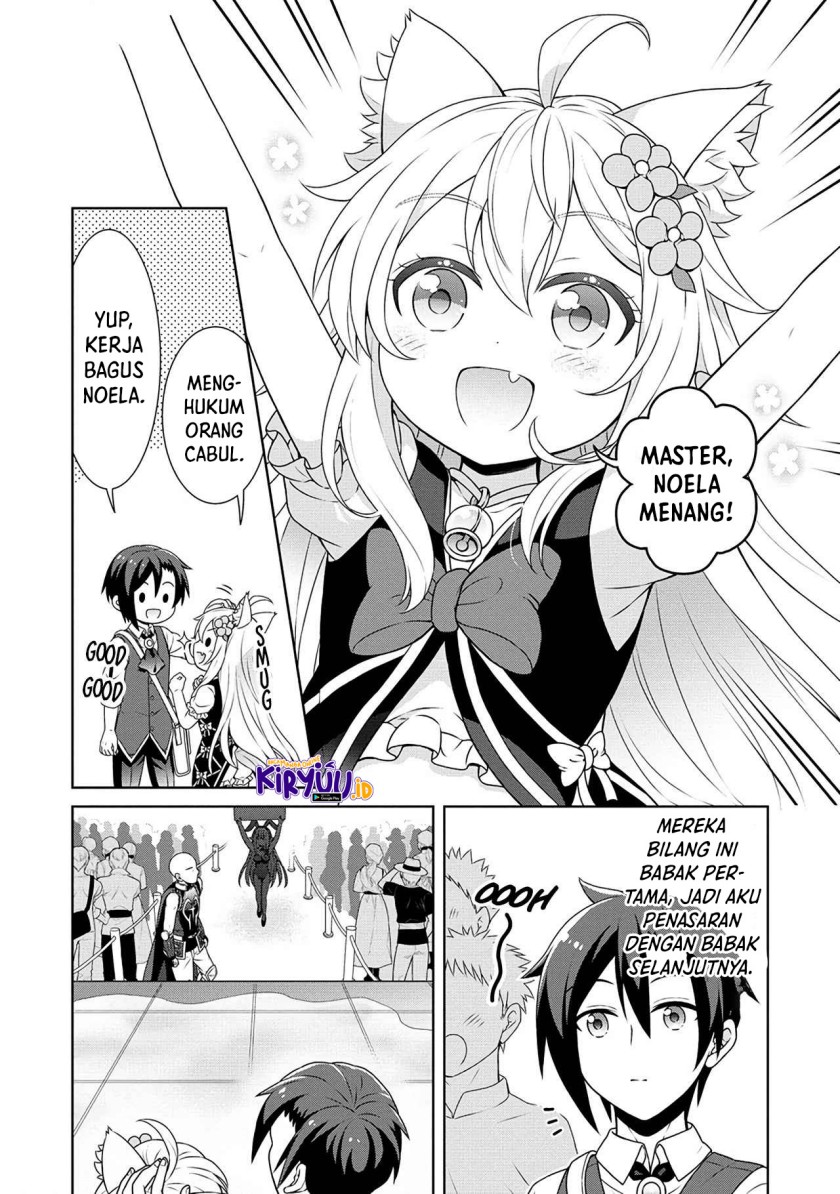 MASTER,
NOELA
MENANG!
MENG-
HUKUM
ORANG
CABUL.
YUP,
KERJA
BAGUS
NOELA.
SMUG
GOOD
GOOD
KIRYUU.ID
OOOH
MEREKA
BILANG INI
BABAK PER-
TAMA, JADI AKU
PENASARAN
DENGAN BABAK
SELANJUTNYA.